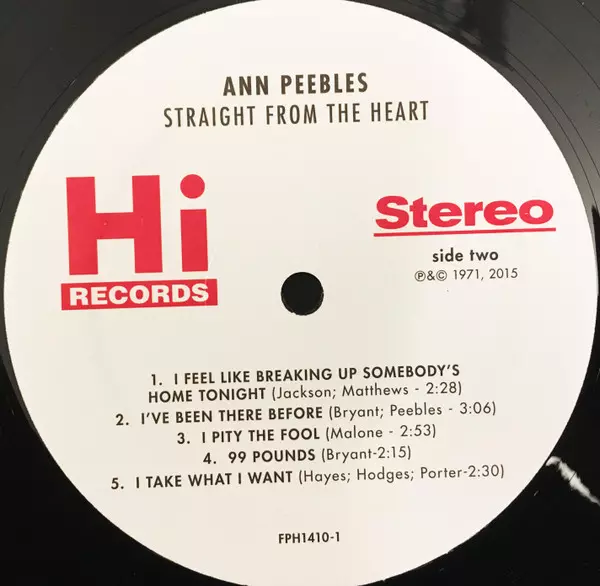 ANN PEEBLES
STRAIGHT FROM THE HEART
Hi
RECORDS
Stereo
side two
℗&© 1971, 2015
1. I FEEL LIKE BREAKING UP SOMEBODY'S
HOME TONIGHT (Jackson; Matthews - 2:28)
2. I'VE BEEN THERE BEFORE (Bryant; Peebles - 3:06)
3. I PITY THE FOOL (Malone - 2:53)
4. 99 POUNDS (Bryant-2:15)
5. I TAKE WHAT I WANT (Hayes; Hodges; Porter-2:30)
FPH1410-1